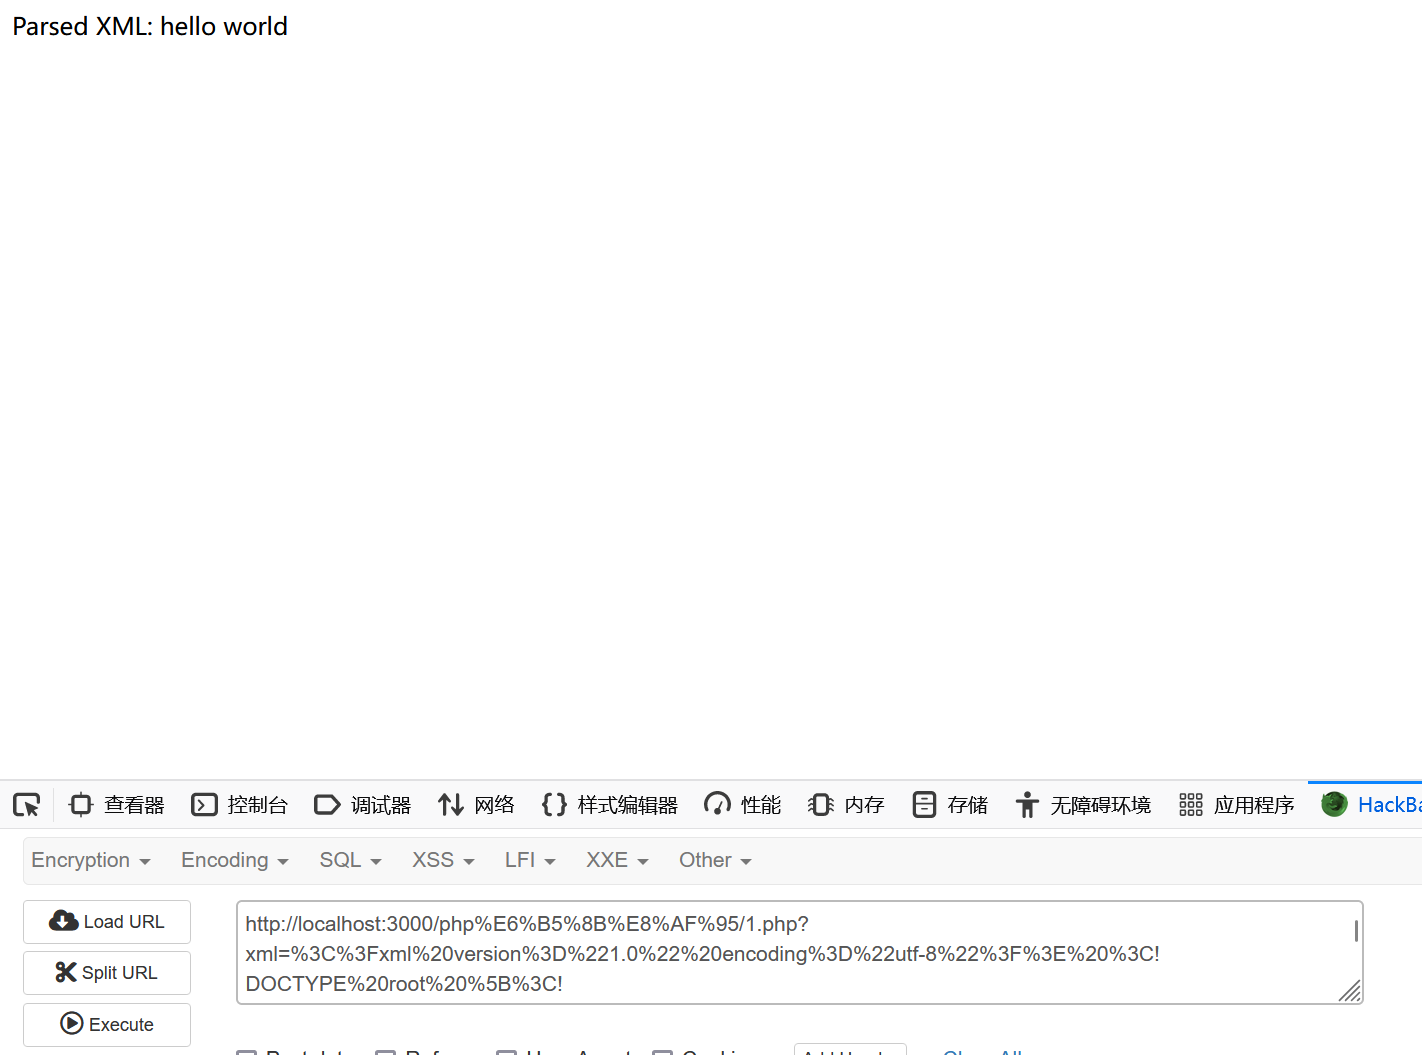 Parsed XML: hello world
查看器 控制台 调试器 网络 样式编辑器 性能 内存 存储 无障碍环境 应用程序 HackBa
Encryption Encoding SQL XSS LFI XXE Other
Load URL
http://localhost:3000/php%E6%B5%8B%E8%AF%95/1.php?
xml=%3C%3Fxml%20version%3D%221.0%22%20encoding%3D%22utf-8%22%3F%3E%20%3C!
Split URL
DOCTYPE%20root%20%5B%3C!
Execute